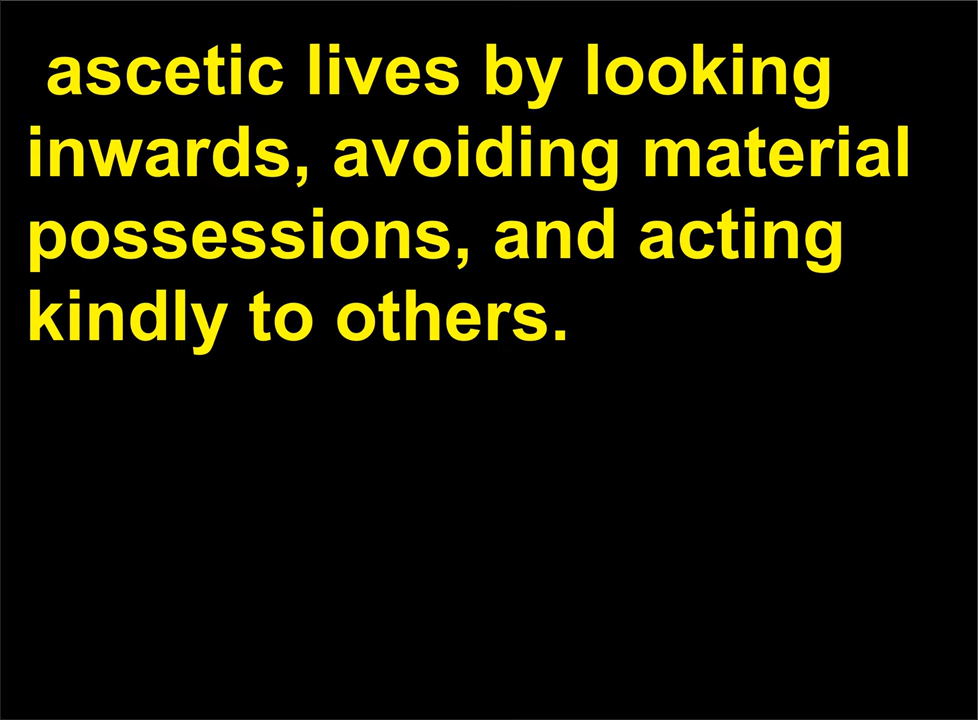 ascetic lives by looking
inwards, avoiding material
possessions, and acting
kindly to others.